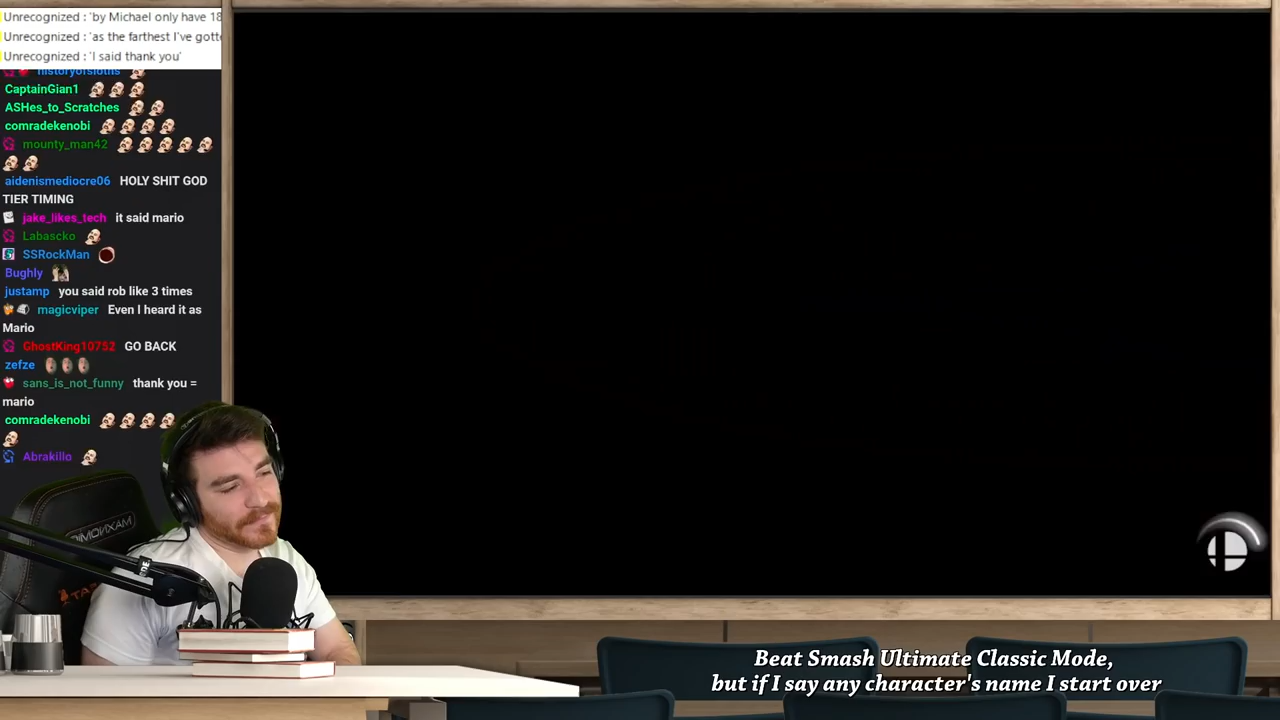 Unrecognized : 'by Michael only have 18
Unrecognized : 'as the farthest I've gotte
Unrecognized : 'I said thank you'
historyofsloths
CaptainGian1
ASHes_to_Scratches
comradekenobi
mounty_man42
aidenismediocre06 HOLY SHIT GOD
TIER TIMING
jake_likes_tech it said mario
Labascko
SSRockMan
Bughly
justamp you said rob like 3 times
magicviper Even I heard it as
Mario
GhostKing10752 GO BACK
zefze
sans_is_not_funny thank you =
mario
comradekenobi
Abrakillo
Beat Smash Ultimate Classic Mode,
but if I say any character's name I start over